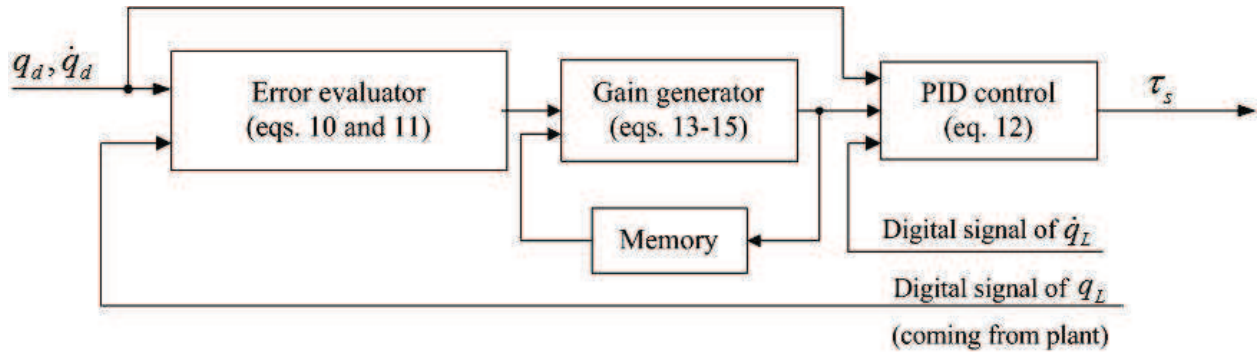 q_d, q̇_d
Error evaluator
(eqs. 10 and 11)
Gain generator
(eqs. 13-15)
PID control
(eq. 12)
τ_s
Memory
Digital signal of q̇_L
Digital signal of q_L
(coming from plant)